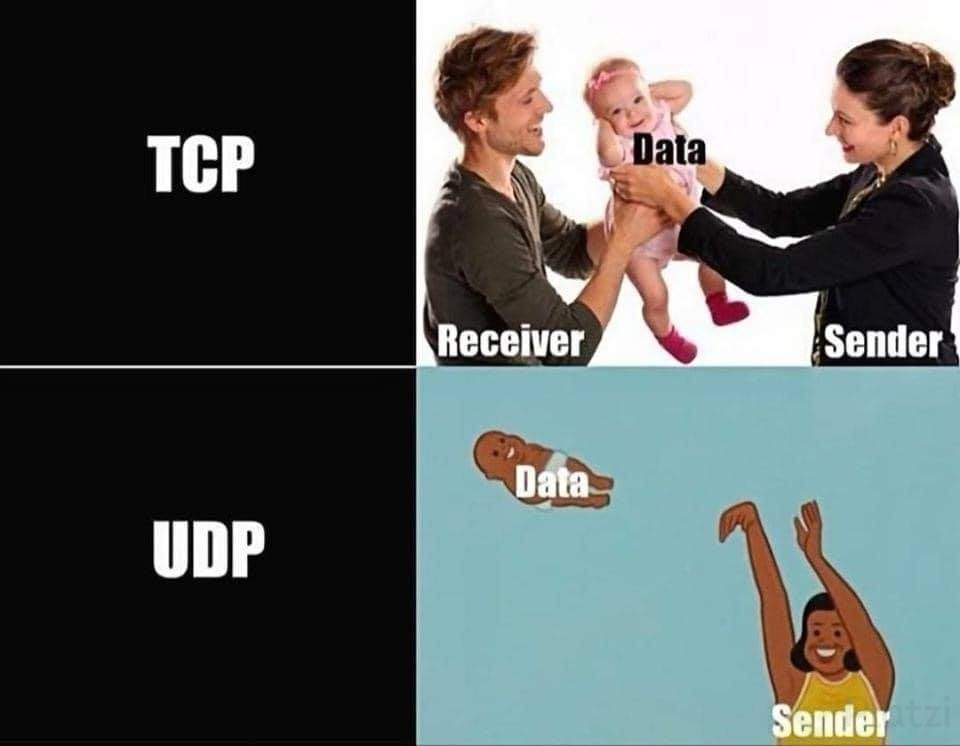 TCP
Data
Receiver
Sender
UDP
Data
Sender